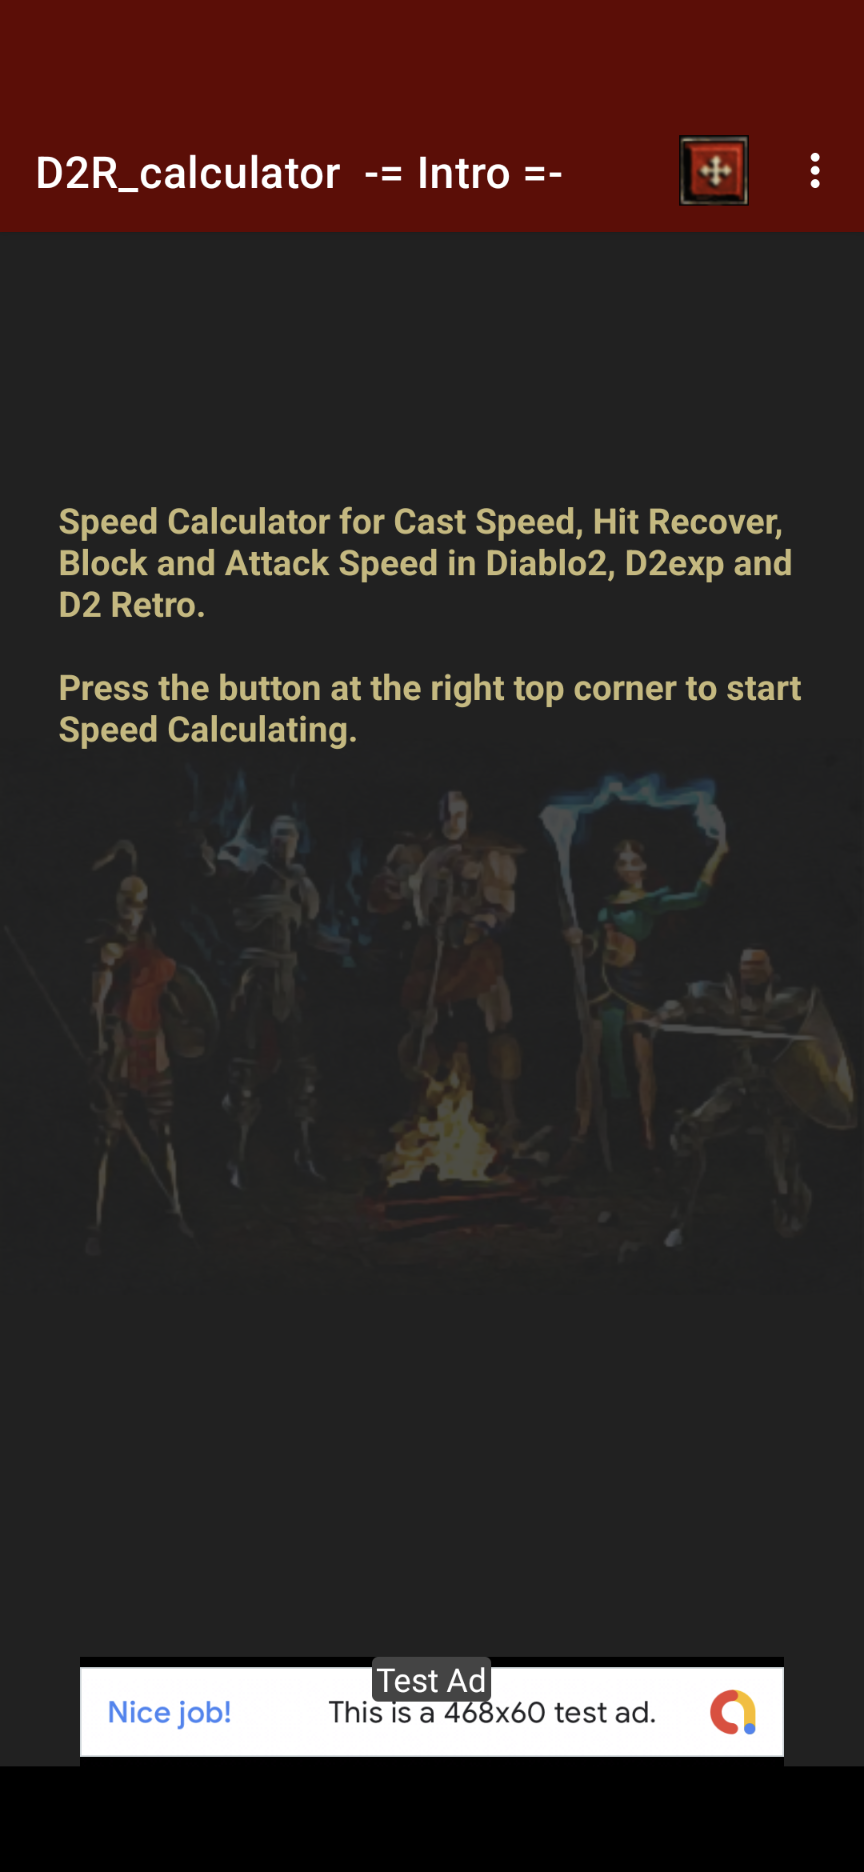 D2R_calculator -= Intro =-
Speed Calculator for Cast Speed, Hit Recover,
Block and Attack Speed in Diablo2, D2exp and
D2 Retro.
Press the button at the right top corner to start
Speed Calculating.
Test Ad
Nice job! This is a 468x60 test ad.